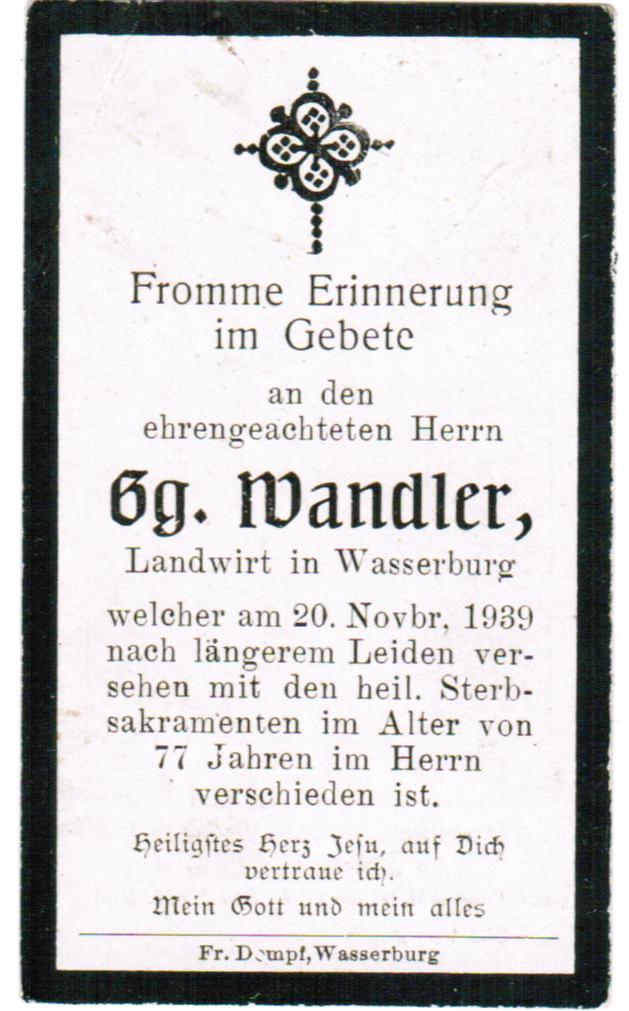 Fromme Erinnerung
im Gebete
an den
ehrengeachteten Herrn
Gg. Wandler,
Landwirt in Wasserburg
welcher am 20. Novbr. 1939
nach längerem Leiden ver-
sehen mit den heil. Sterb-
sakramenten im Alter von
77 Jahren im Herrn
verschieden ist.
Heiligstes Herz Jesu, auf Dich
vertraue ich.
Mein Gott und mein alles
Fr. Dempf, Wasserburg